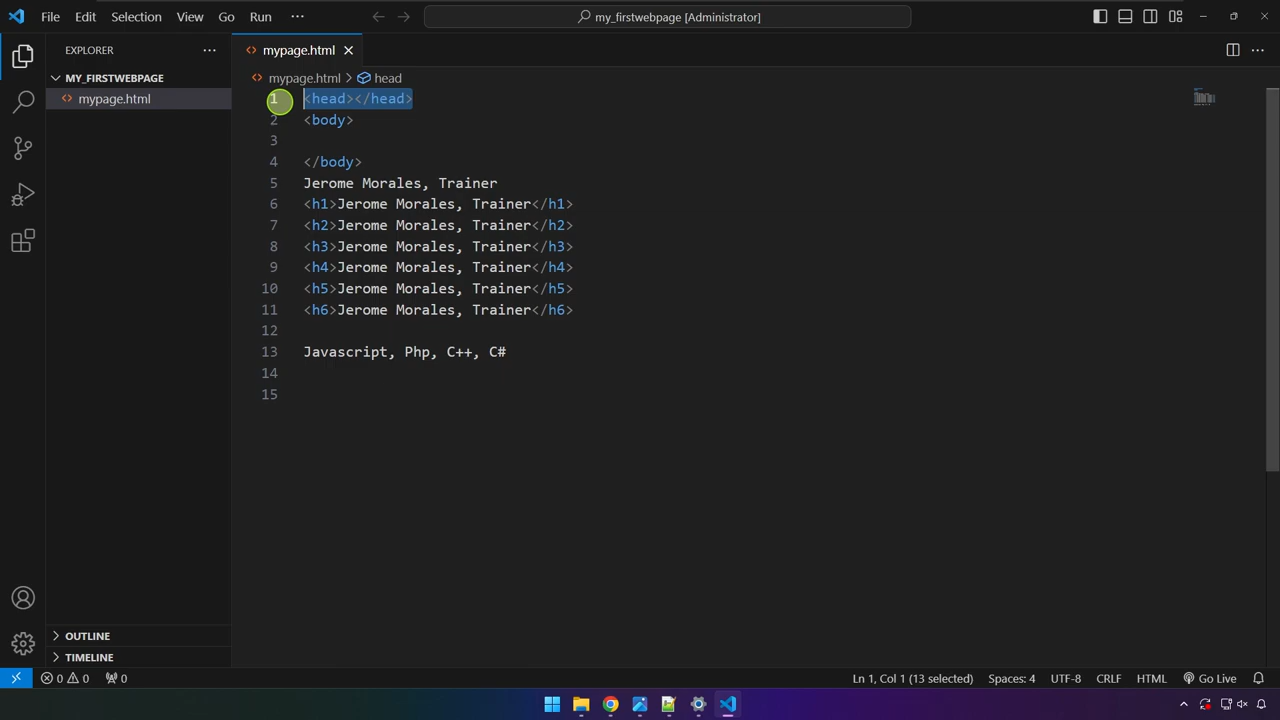 File Edit Selection View Go Run ···
my_firstwebpage [Administrator]
EXPLORER ···
mypage.html
MY_FIRSTWEBPAGE
mypage.html
mypage.html > head
1 <head></head>
2 <body>
3
4 </body>
5 Jerome Morales, Trainer
6 <h1>Jerome Morales, Trainer</h1>
7 <h2>Jerome Morales, Trainer</h2>
8 <h3>Jerome Morales, Trainer</h3>
9 <h4>Jerome Morales, Trainer</h4>
10 <h5>Jerome Morales, Trainer</h5>
11 <h6>Jerome Morales, Trainer</h6>
12
13 Javascript, Php, C++, C#
14
15
OUTLINE
TIMELINE
0 0 0 Ln 1, Col 1 (13 selected) Spaces: 4 UTF-8 CRLF HTML Go Live